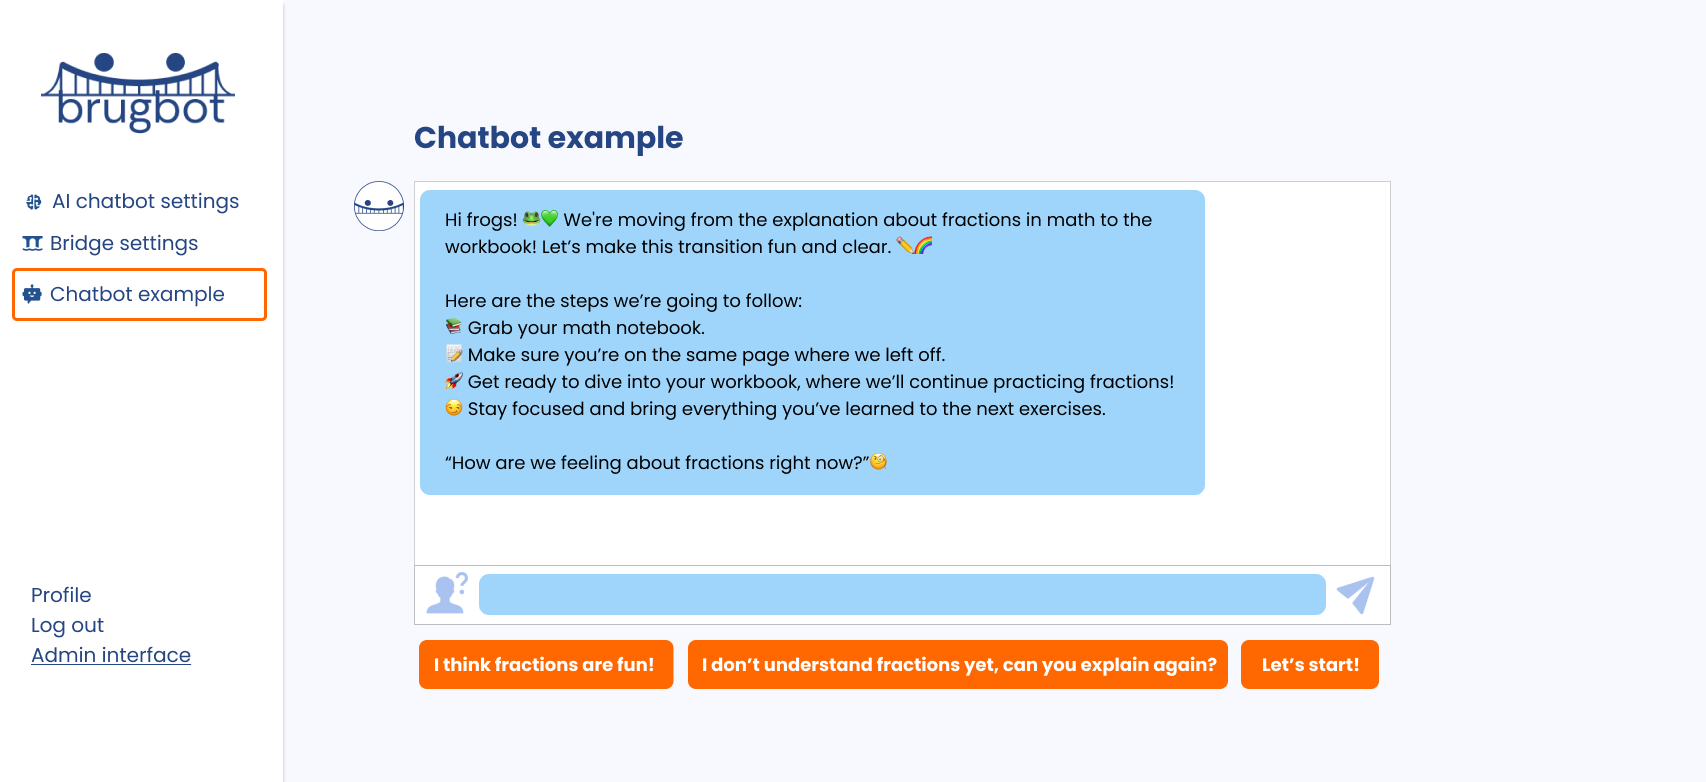 brugbot
AI chatbot settings
Bridge settings
Chatbot example
Profile
Log out
Admin interface
Chatbot example
Hi frogs! 🐸💚 We're moving from the explanation about fractions in math to the
workbook! Let’s make this transition fun and clear. ✏️🌈
Here are the steps we’re going to follow:
📚 Grab your math notebook.
📝 Make sure you’re on the same page where we left off.
🚀 Get ready to dive into your workbook, where we’ll continue practicing fractions!
😏 Stay focused and bring everything you’ve learned to the next exercises.
“How are we feeling about fractions right now?”🧐
?
I think fractions are fun!
I don’t understand fractions yet, can you explain again?
Let’s start!